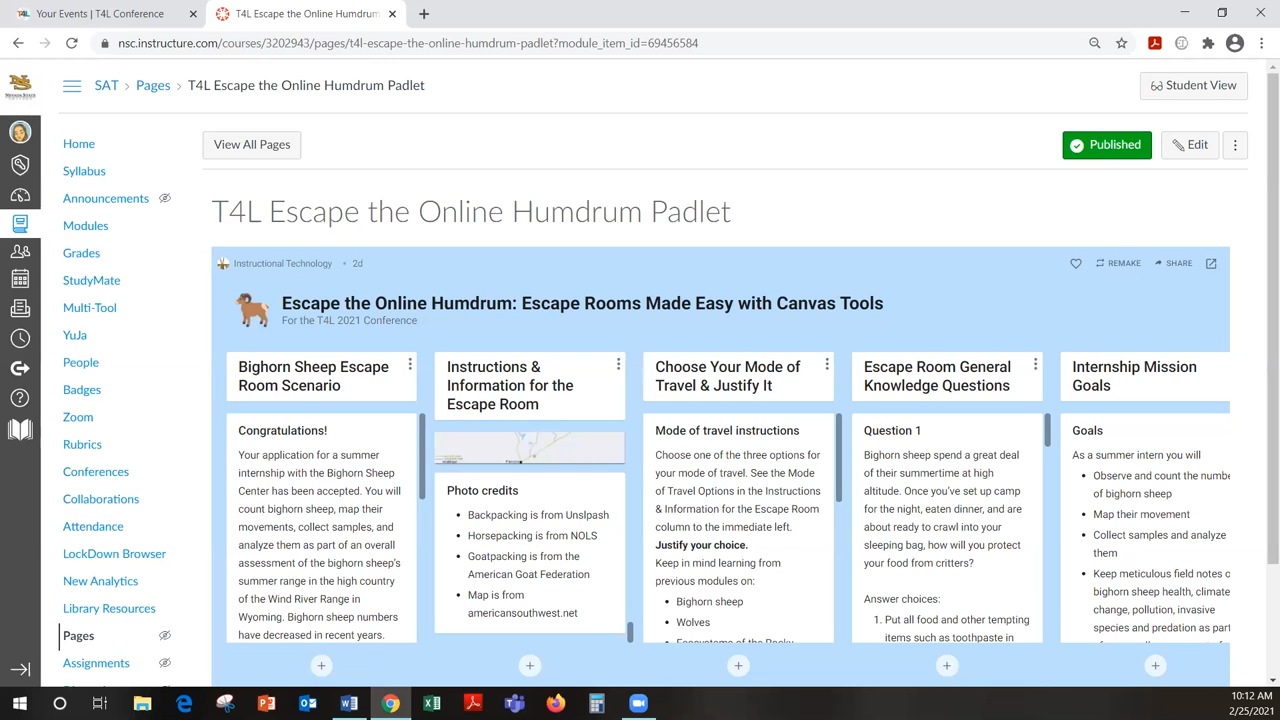 Your Events | T4L Conference
T4L Escape the Online Humdrum
nsc.instructure.com/courses/3202943/pages/t4l-escape-the-online-humdrum-padlet?module_item_id=69456584
SAT > Pages > T4L Escape the Online Humdrum Padlet
Student View
Home
Syllabus
Announcements
Modules
Grades
StudyMate
Multi-Tool
YuJa
People
Badges
Zoom
Rubrics
Conferences
Collaborations
Attendance
LockDown Browser
New Analytics
Library Resources
Pages
Assignments
View All Pages
Published
Edit
T4L Escape the Online Humdrum Padlet
Instructional Technology • 2d
REMAKE
SHARE
Escape the Online Humdrum: Escape Rooms Made Easy with Canvas Tools
For the T4L 2021 Conference
Bighorn Sheep Escape
Room Scenario
Congratulations!
Your application for a summer
internship with the Bighorn Sheep
Center has been accepted. You will
count bighorn sheep, map their
movements, collect samples, and
analyze them as part of an overall
assessment of the bighorn sheep's
summer range in the high country
of the Wind River Range in
Wyoming. Bighorn sheep numbers
have decreased in recent years.
Instructions &
Information for the
Escape Room
Photo credits
• Backpacking is from Unslpash
• Horsepacking is from NOLS
• Goatpacking is from the
American Goat Federation
• Map is from
americansouthwest.net
Choose Your Mode of
Travel & Justify It
Mode of travel instructions
Choose one of the three options for
your mode of travel. See the Mode
of Travel Options in the Instructions
& Information for the Escape Room
column to the immediate left.
Justify your choice.
Keep in mind learning from
previous modules on:
• Bighorn sheep
• Wolves
• Ecosystems of the Rocky
Escape Room General
Knowledge Questions
Question 1
Bighorn sheep spend a great deal
of their summertime at high
altitude. Once you've set up camp
for the night, eaten dinner, and are
about ready to crawl into your
sleeping bag, how will you protect
your food from critters?
Answer choices:
1. Put all food and other tempting
items such as toothpaste in
Internship Mission
Goals
Goals
As a summer intern you will
• Observe and count the numbe
of bighorn sheep
• Map their movement
• Collect samples and analyze
them
• Keep meticulous field notes o
bighorn sheep health, climate
change, pollution, invasive
species and predation as part
10:12 AM
2/25/2021